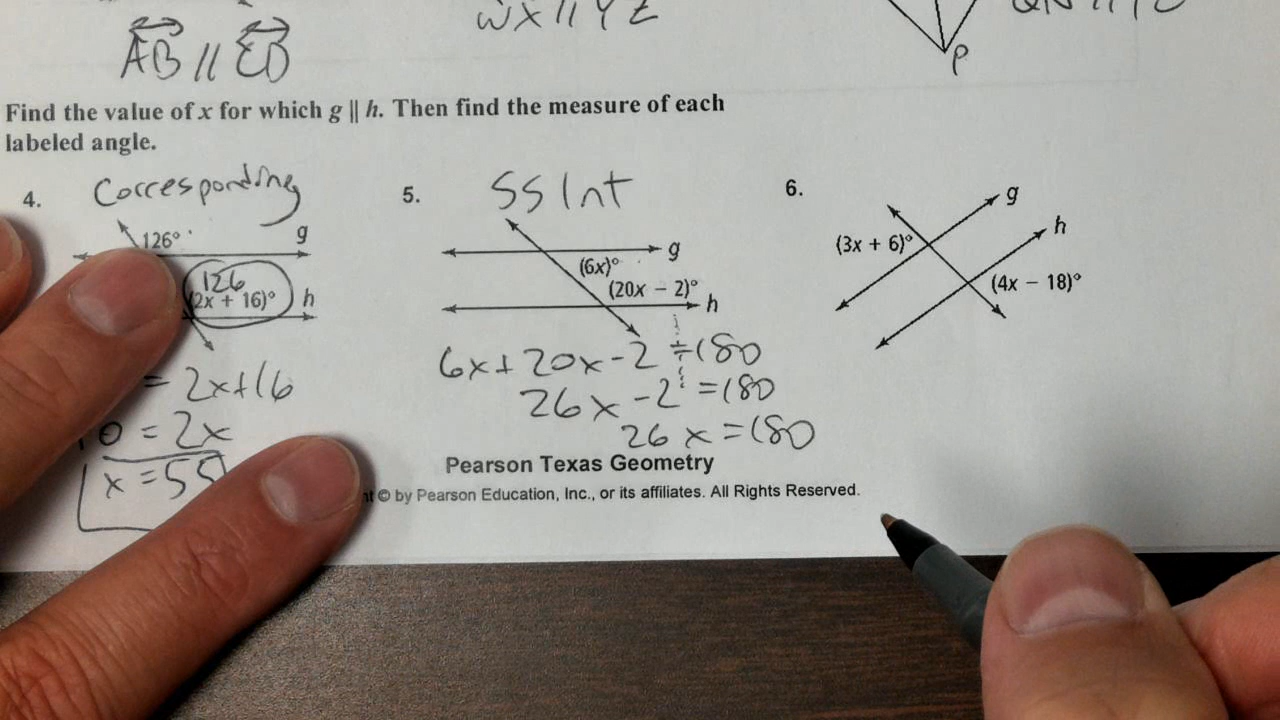 AB // ED
WX // YZ
P
Find the value of x for which g || h. Then find the measure of each
labeled angle.
4. Corresponding
126°
g
126
(2x + 16)°
h
= 2x+16
0 = 2x
x = 55
5. SS Int
g
(6x)°
(20x − 2)°
h
6x+20x-2 = 180
26x -2 = 180
26x = 180
6.
g
h
(3x + 6)°
(4x − 18)°
Pearson Texas Geometry
© by Pearson Education, Inc., or its affiliates. All Rights Reserved.